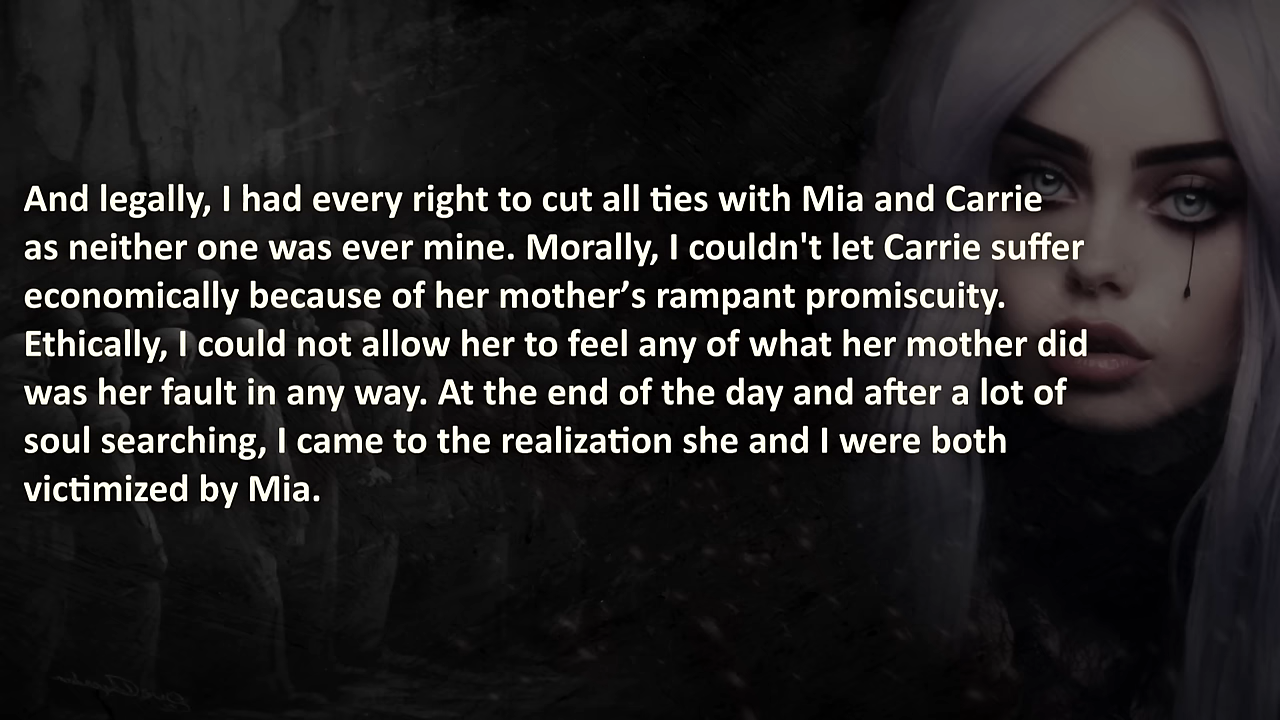 And legally, I had every right to cut all ties with Mia and Carrie
as neither one was ever mine. Morally, I couldn't let Carrie suffer
economically because of her mother’s rampant promiscuity.
Ethically, I could not allow her to feel any of what her mother did
was her fault in any way. At the end of the day and after a lot of
soul searching, I came to the realization she and I were both
victimized by Mia.